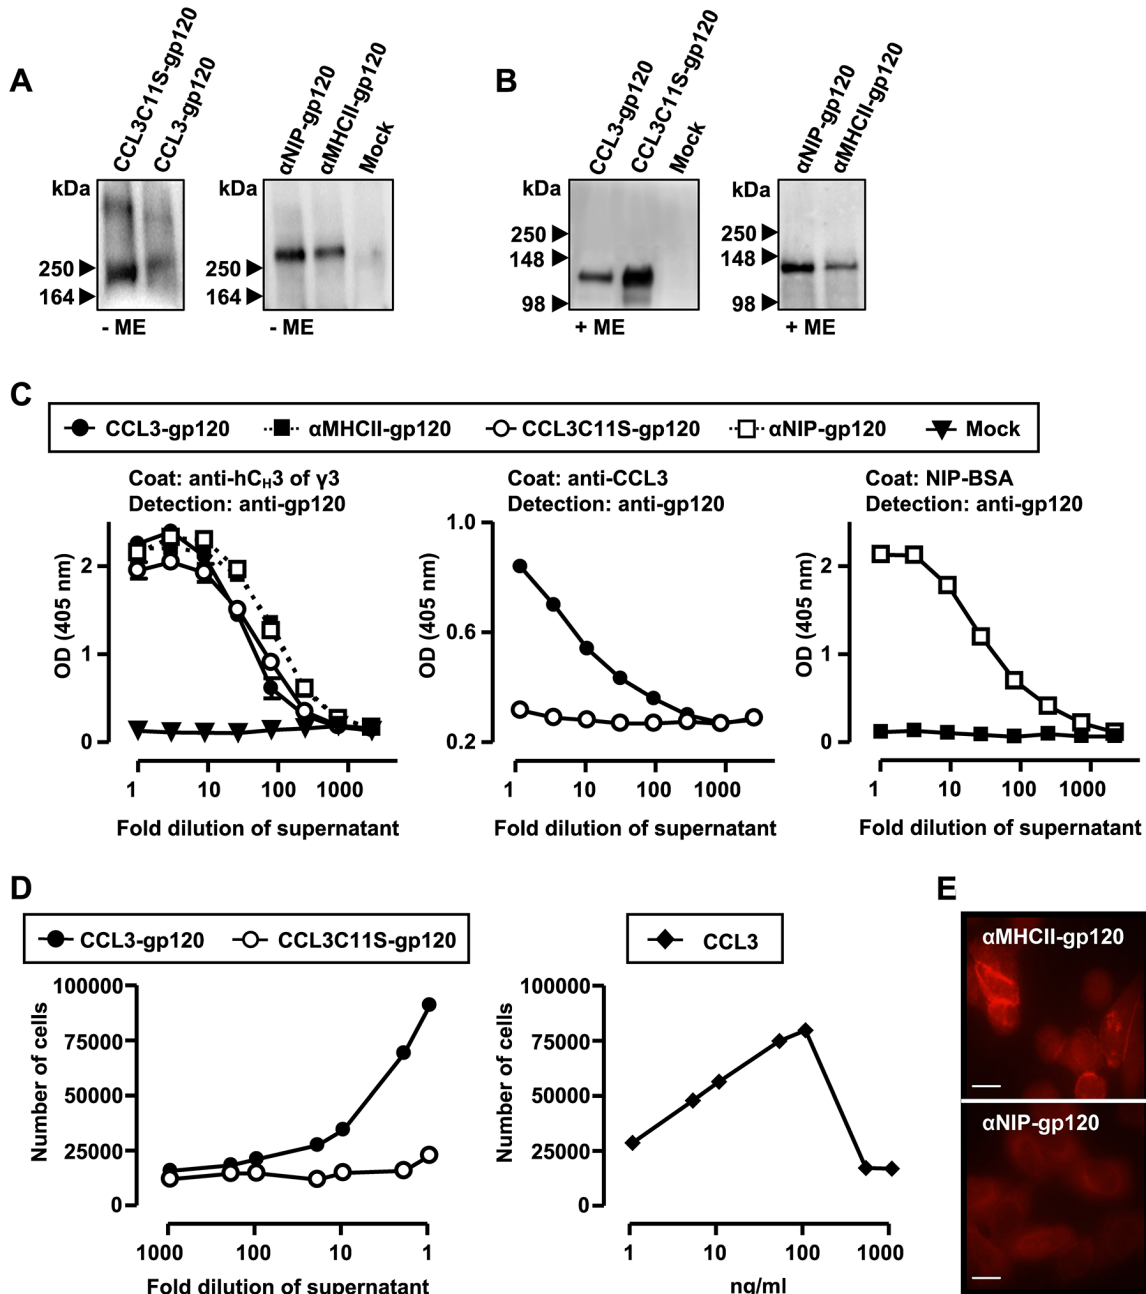 A
CCL3C11S-gp120
CCL3-gp120
αNIP-gp120
αMHCII-gp120
Mock
kDa
250
164
- ME
kDa
250
164
- ME
B
CCL3-gp120
CCL3C11S-gp120
Mock
αNIP-gp120
αMHCII-gp120
kDa
250
148
98
+ ME
kDa
250
148
98
+ ME
C
CCL3-gp120 αMHCII-gp120 CCL3C11S-gp120 αNIP-gp120 Mock
Coat: anti-hCH3 of γ3
Detection: anti-gp120
OD (405 nm)
2
1
0
1 10 100 1000
Fold dilution of supernatant
Coat: anti-CCL3
Detection: anti-gp120
OD (405 nm)
1.0
0.6
0.2
1 10 100 1000
Fold dilution of supernatant
Coat: NIP-BSA
Detection: anti-gp120
OD (405 nm)
2
1
0
1 10 100 1000
Fold dilution of supernatant
D
CCL3-gp120 CCL3C11S-gp120
Number of cells
100000
75000
50000
25000
0
1000 100 10 1
Fold dilution of supernatant
CCL3
Number of cells
100000
75000
50000
25000
0
1 10 100 1000
ng/ml
E
αMHCII-gp120
αNIP-gp120